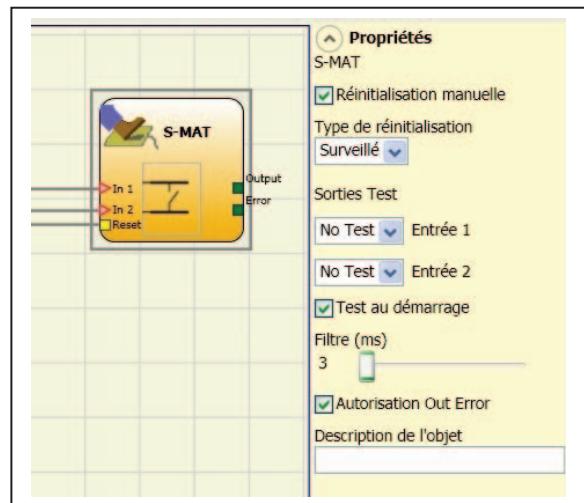 S-MAT
In 1
In 2
Reset
Output
Error
Propriétés
S-MAT
Réinitialisation manuelle
Type de réinitialisation
Surveillé
Sorties Test
No Test Entrée 1
No Test Entrée 2
Test au démarrage
Filtre (ms)
3
Autorisation Out Error
Description de l'objet